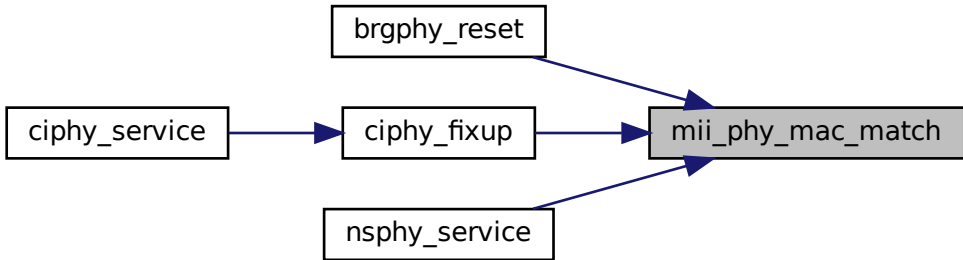 brgphy_reset
ciphy_service
ciphy_fixup
mii_phy_mac_match
nsphy_service